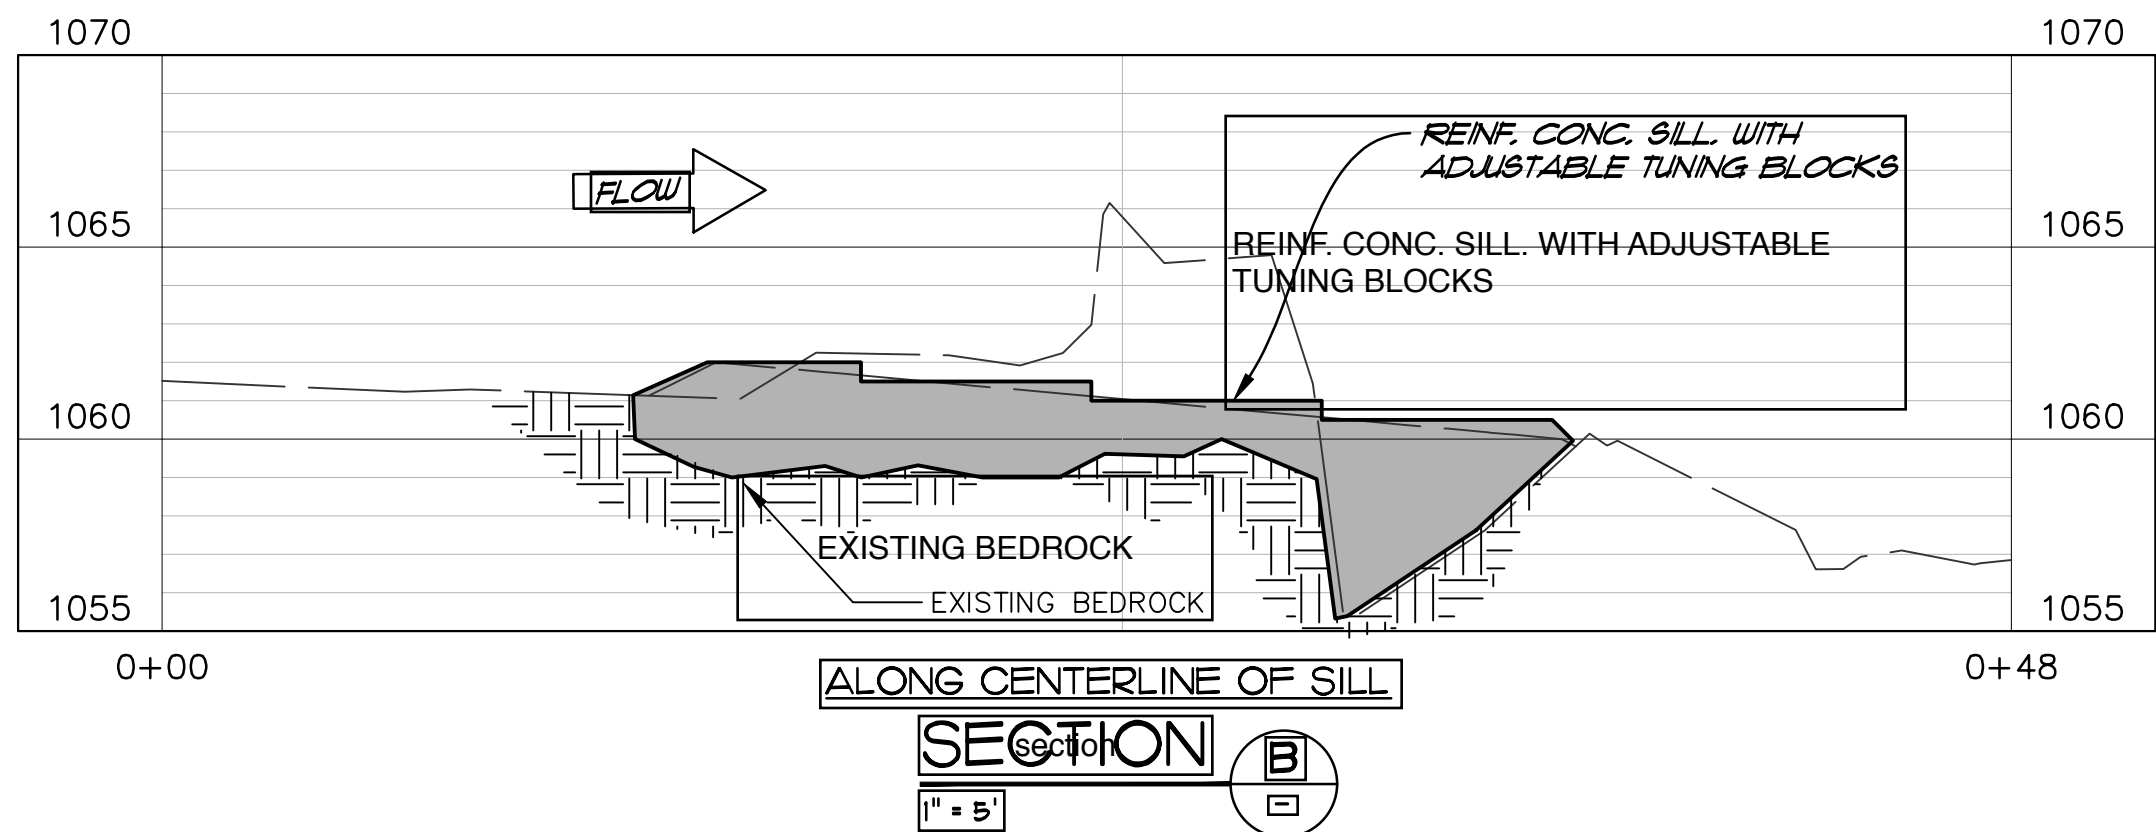 1070 1070
REINF. CONC. SILL. WITH
ADJUSTABLE TUNING BLOCKS
FLOW
1065 1065
REINF. CONC. SILL. WITH ADJUSTABLE
TUNING BLOCKS
1060 1060
EXISTING BEDROCK
EXISTING BEDROCK
1055 1055
0+00 0+48
ALONG CENTERLINE OF SILL
SECTION
section
B
-
1" = 5'